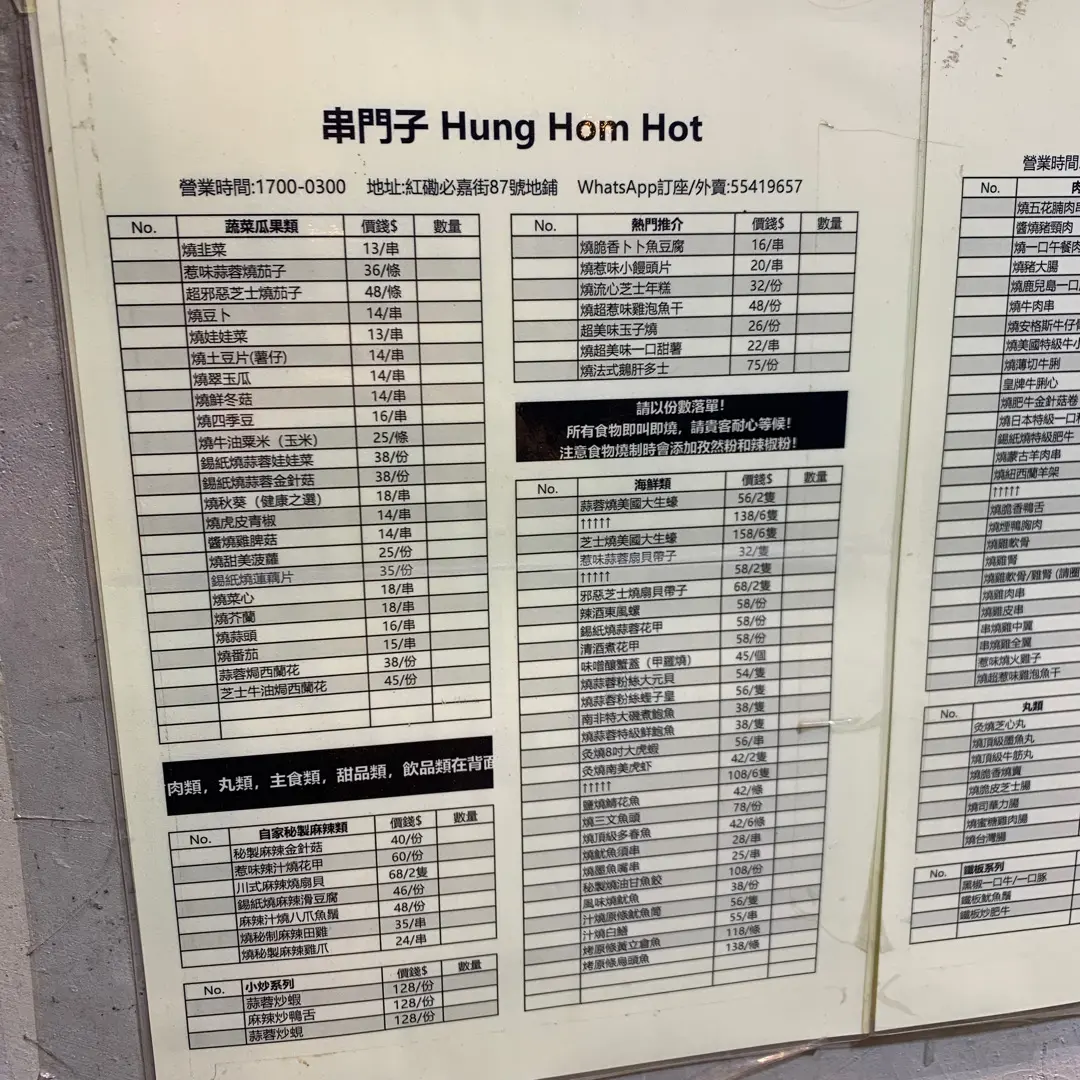 串門子 Hung Hom Hot
營業時間:1700-0300 地址:紅磡必嘉街87號地鋪 WhatsApp訂座/外賣:55419657
No. 蔬菜瓜果類 價錢$ 數量
燒韭菜 13/串
惹味蒜蓉燒茄子 36/條
超邪惡芝士燒茄子 48/條
燒豆卜 14/串
燒娃娃菜 13/串
燒土豆片(薯仔) 14/串
燒翠玉瓜 14/串
燒鮮冬菇 14/串
燒四季豆 16/串
燒牛油粟米（玉米） 25/條
錫紙燒蒜蓉娃娃菜 38/份
錫紙燒蒜蓉金針菇 38/份
燒秋葵（健康之選） 18/串
燒虎皮青椒 14/串
醬燒雞脾菇 14/串
燒甜美菠蘿 25/份
錫紙燒蓮藕片 35/份
燒菜心 18/串
燒芥蘭 18/串
燒蒜頭 16/串
燒番茄 15/串
蒜蓉焗西蘭花 38/份
芝士牛油焗西蘭花 45/份
肉類，丸類，主食類，甜品類，飲品類在背面
No. 自家秘製麻辣類 價錢$ 數量
秘製麻辣金針菇 40/份
惹味辣汁燒花甲 60/份
川式麻辣燒扇貝 68/2隻
錫紙燒麻辣滑豆腐 46/份
麻辣汁燒八爪魚鬚 48/份
燒秘制麻辣田雞 35/串
燒秘製麻辣雞爪 24/串
No. 小炒系列 價錢$ 數量
蒜蓉炒蝦 128/份
麻辣炒鴨舌 128/份
蒜蓉炒蜆 128/份
No. 熱門推介 價錢$ 數量
燒脆香卜卜魚豆腐 16/串
燒惹味小饅頭片 20/串
燒流心芝士年糕 32/份
燒超惹味雞泡魚干 48/份
超美味玉子燒 26/份
燒超美味一口甜薯 22/串
燒法式鵝肝多士 75/份
請以份數落單！
所有食物即叫即燒，請貴客耐心等候！
注意食物燒制時會添加孜然粉和辣椒粉！
No. 海鮮類 價錢$ 數量
蒜蓉燒美國大生蠔 56/2隻
↑↑↑↑↑ 138/6隻
芝士燒美國大生蠔 158/6隻
惹味蒜蓉扇貝帶子 32/隻
↑↑↑↑↑ 58/2隻
邪惡芝士燒扇貝帶子 68/2隻
辣酒東風螺 58/份
錫紙燒蒜蓉花甲 58/份
清酒煮花甲 58/份
味噌釀蟹蓋（甲羅燒） 45/個
燒蒜蓉粉絲大元貝 54/隻
燒蒜蓉粉絲蟶子皇 56/隻
南非特大磯煮鮑魚 38/隻
燒蒜蓉特級鮮鮑魚 38/隻
灸燒8吋大虎蝦 56/串
灸燒南美虎虾 42/2隻
↑↑↑↑↑ 108/6隻
鹽燒鯖花魚 42/條
燒三文魚頭 78/份
燒頂級多春魚 42/6條
燒魷魚須串 28/串
燒墨魚嘴串 25/串
秘製燒油甘魚鮫 108/份
風味燒魷魚 38/份
汁燒原條魷魚筒 56/隻
汁燒白鱔 55/串
烤原條黃立倉魚 118/條
烤原條烏頭魚 138/條
營業時間
No.
燒五花腩肉
醬燒豬頸肉
燒一口午餐肉
燒豬大腸
燒鹿兒島一口
燒牛肉串
燒安格斯牛仔
燒美國特級牛小
燒薄切牛脷
皇牌牛脷心
燒肥牛金針菇卷
燒日本特級一口
錫紙燒特級肥牛
燒蒙古羊肉串
燒紐西蘭羊架
↑↑↑↑↑
燒脆香鴨舌
燒煙鴨胸肉
燒雞軟骨
燒雞腎
燒雞軟骨/雞腎 (請圈
燒雞肉串
燒雞皮串
串燒雞中翼
串燒雞全翼
惹味燒火雞子
燒超惹味雞泡魚干
No. 丸類
灸燒芝心丸
燒頂級墨魚丸
燒頂級牛筋丸
燒脆香燒賣
燒脆皮芝士腸
燒司華力腸
燒蜜糖雞肉腸
燒台灣腸
No. 鐵板系列
黑椒一口牛/一口豚
鐵板魷魚鬚
鐵板炒肥牛